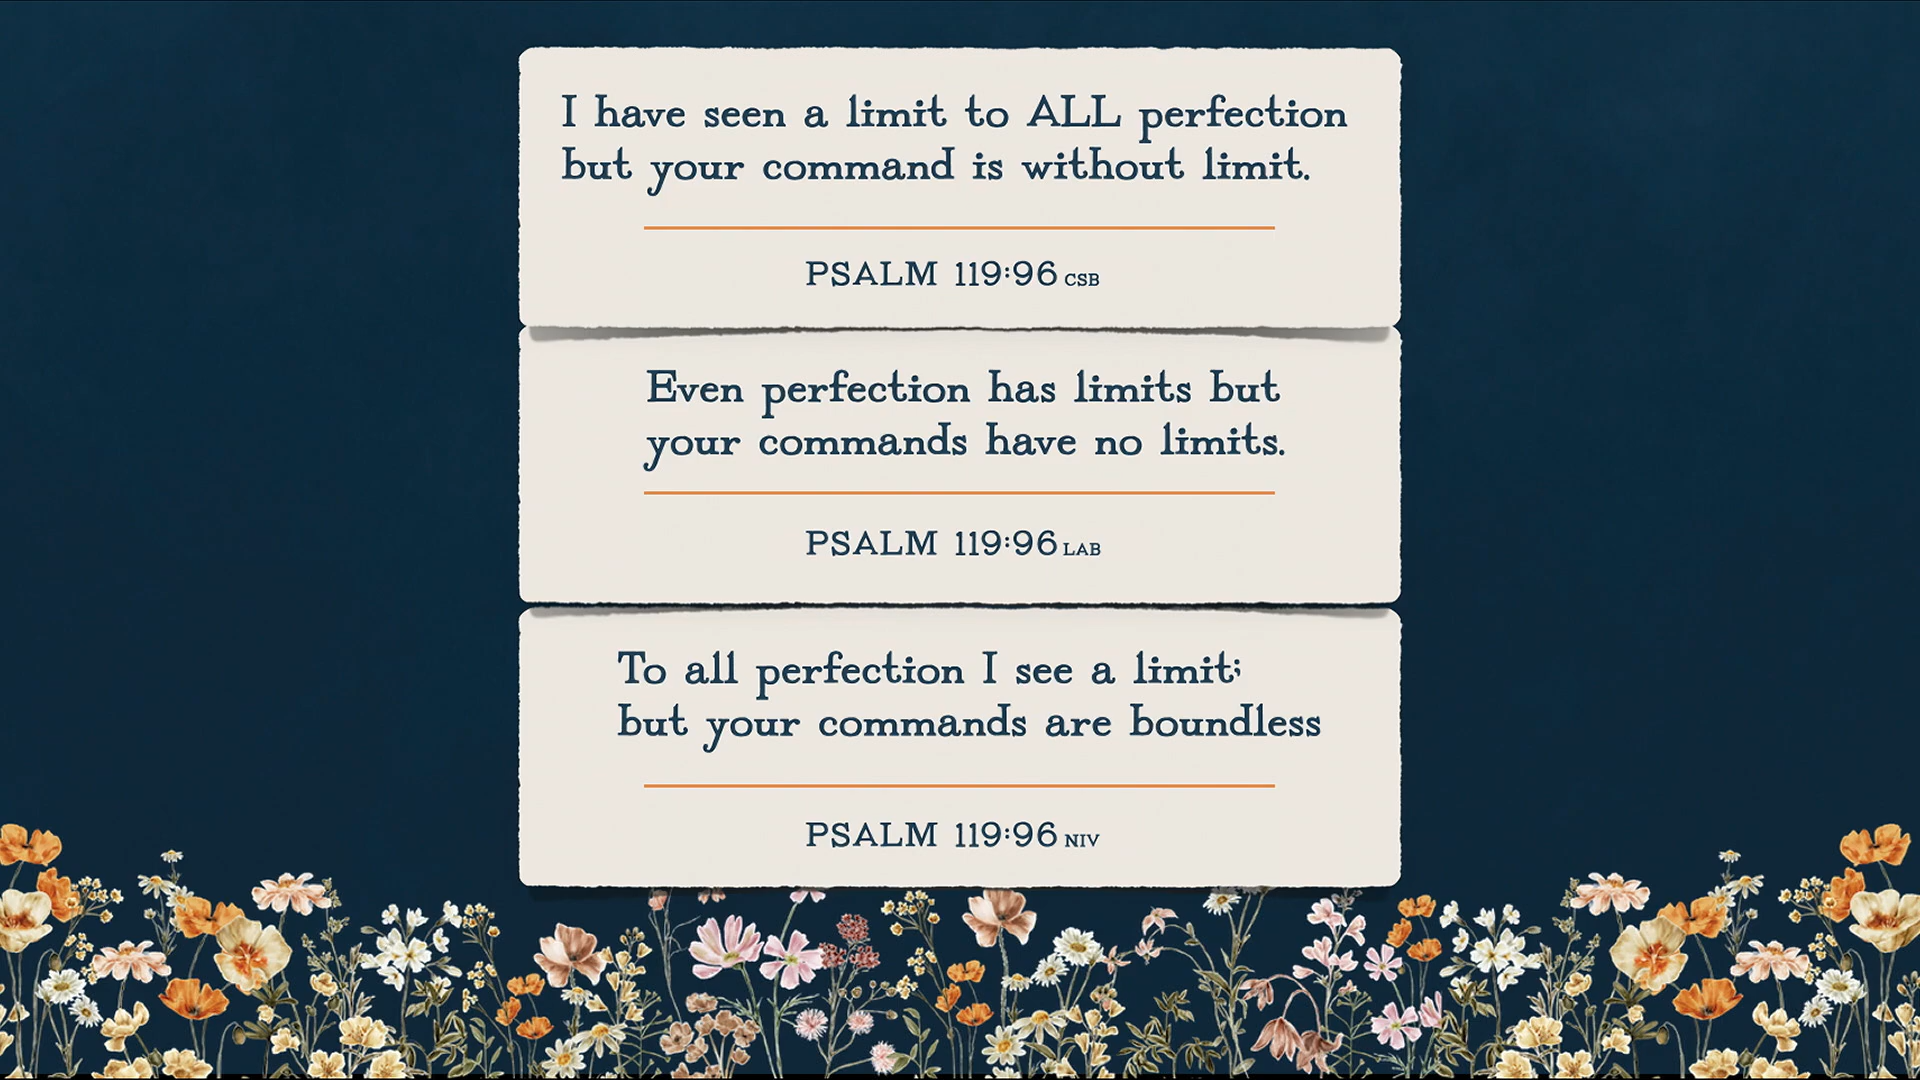 I have seen a limit to ALL perfection
but your command is without limit.
PSALM 119:96 CSB
Even perfection has limits but
your commands have no limits.
PSALM 119:96 LAB
To all perfection I see a limit;
but your commands are boundless
PSALM 119:96 NIV